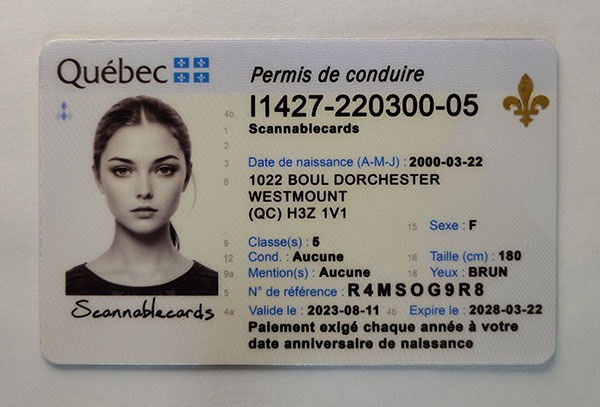 Québec
Permis de conduire
4b I1427-220300-05
1 Scannablecards
2
3 Date de naissance (A-M-J) : 2000-03-22
8 1022 BOUL DORCHESTER
WESTMOUNT
(QC) H3Z 1V1
15 Sexe : F
9 Classe(s) : 5
12 Cond. : Aucune 16 Taille (cm) : 180
9a Mention(s) : Aucune 18 Yeux : BRUN
5 N° de référence : R4MSOG9R8
Scannablecards
4a Valide le : 2023-08-11 4b Expire le : 2028-03-22
Paiement exigé chaque année à votre
date anniversaire de naissance